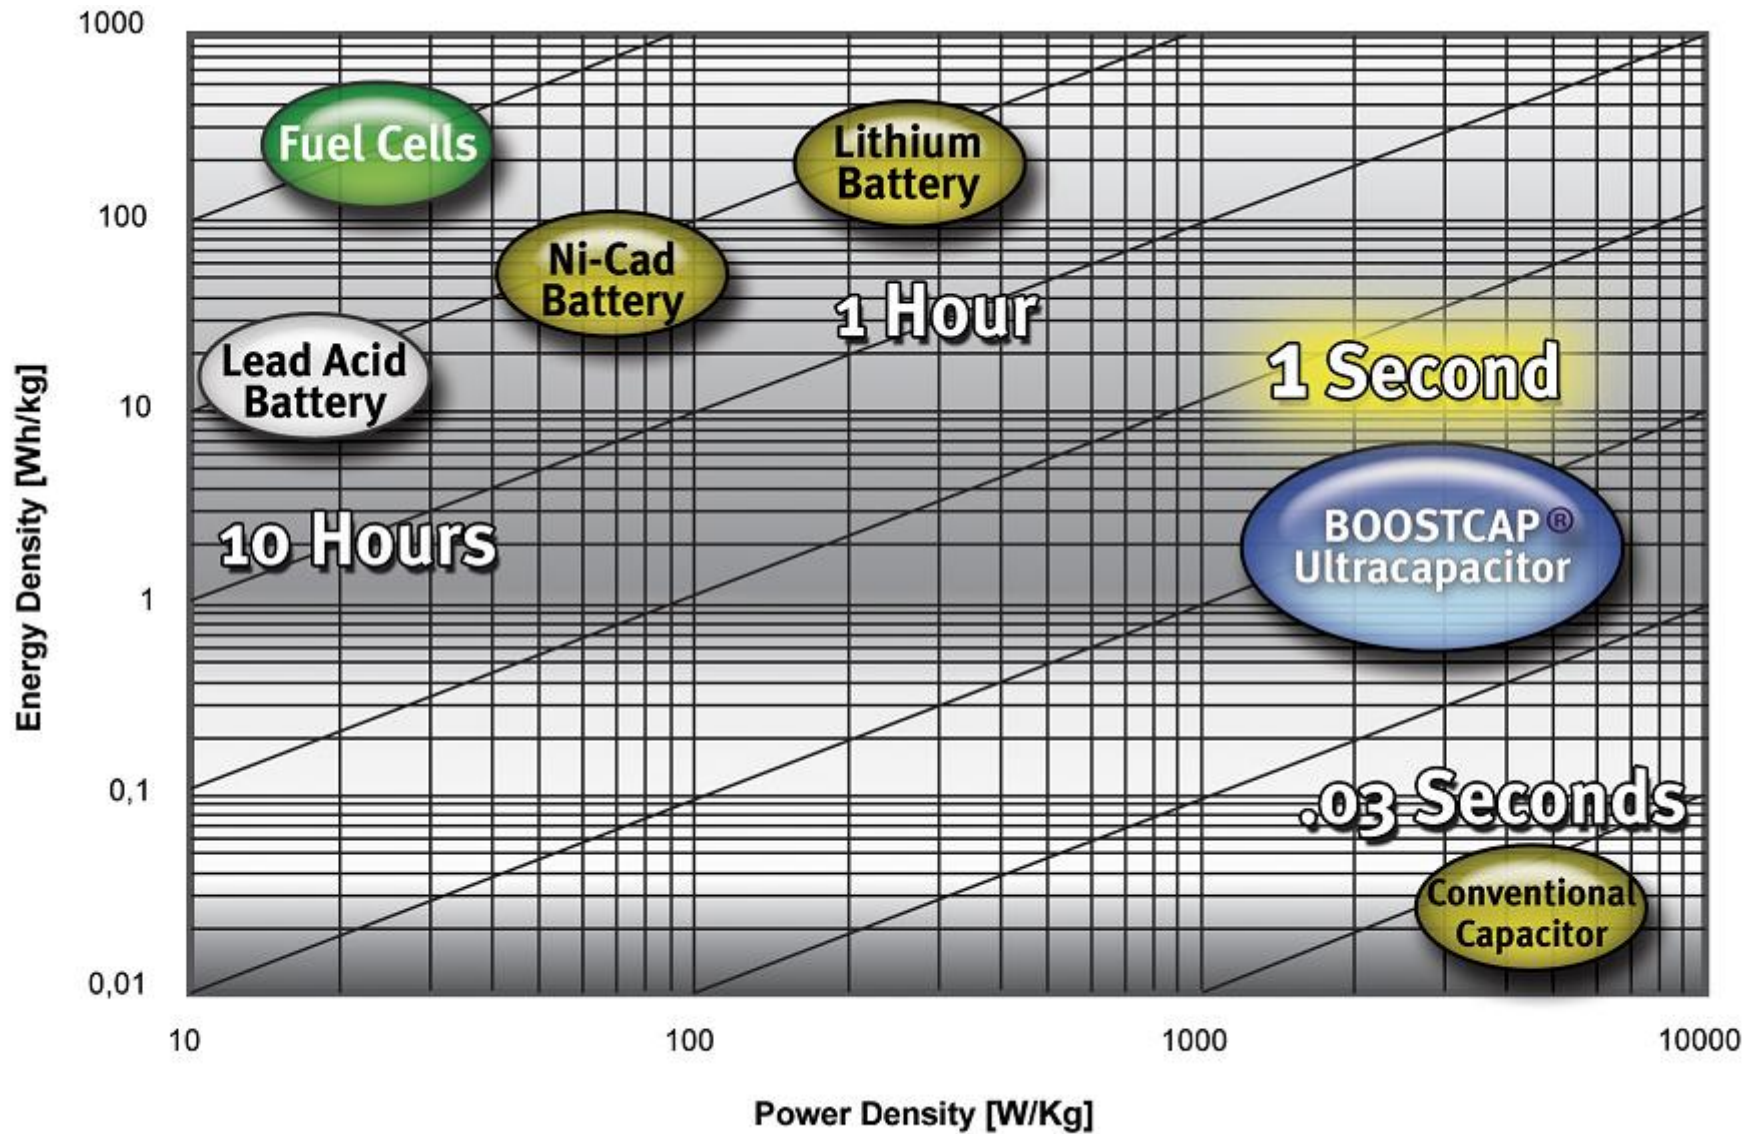 1000
Fuel Cells
Lithium
Battery
100
Ni-Cad
Battery
1 Hour
Lead Acid
Battery
1 Second
10
10 Hours
BOOSTCAP®
Ultracapacitor
1
0,1
.03 Seconds
Conventional
Capacitor
0,01
Energy Density [Wh/kg]
10
100
1000
10000
Power Density [W/Kg]